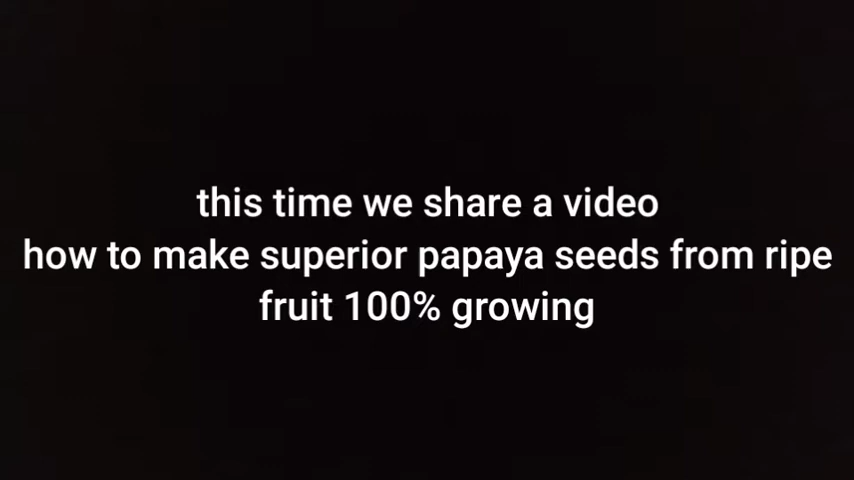 this time we share a video
how to make superior papaya seeds from ripe
fruit 100% growing